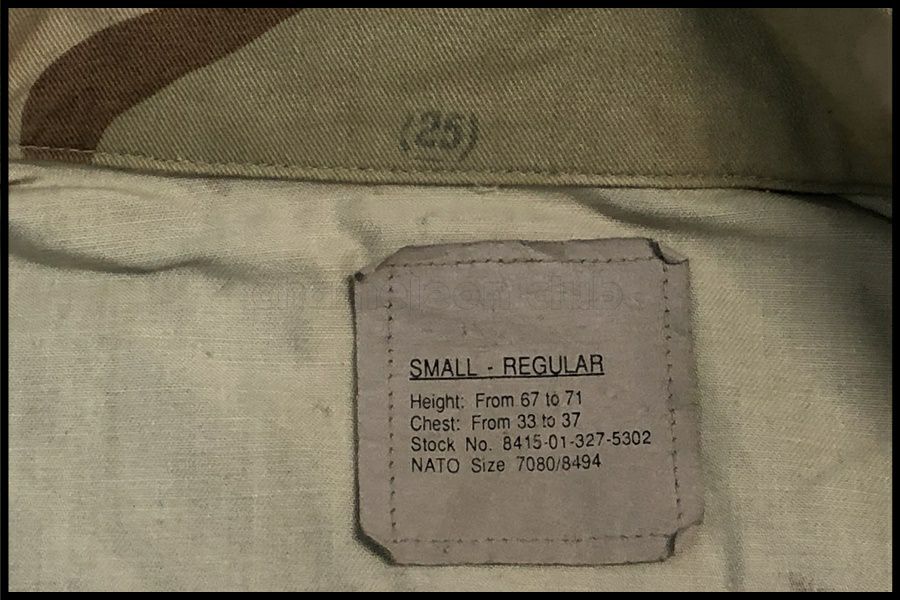 (25)
SMALL - REGULAR
Height: From 67 to 71
Chest: From 33 to 37
Stock No. 8415-01-327-5302
NATO Size 7080/8494